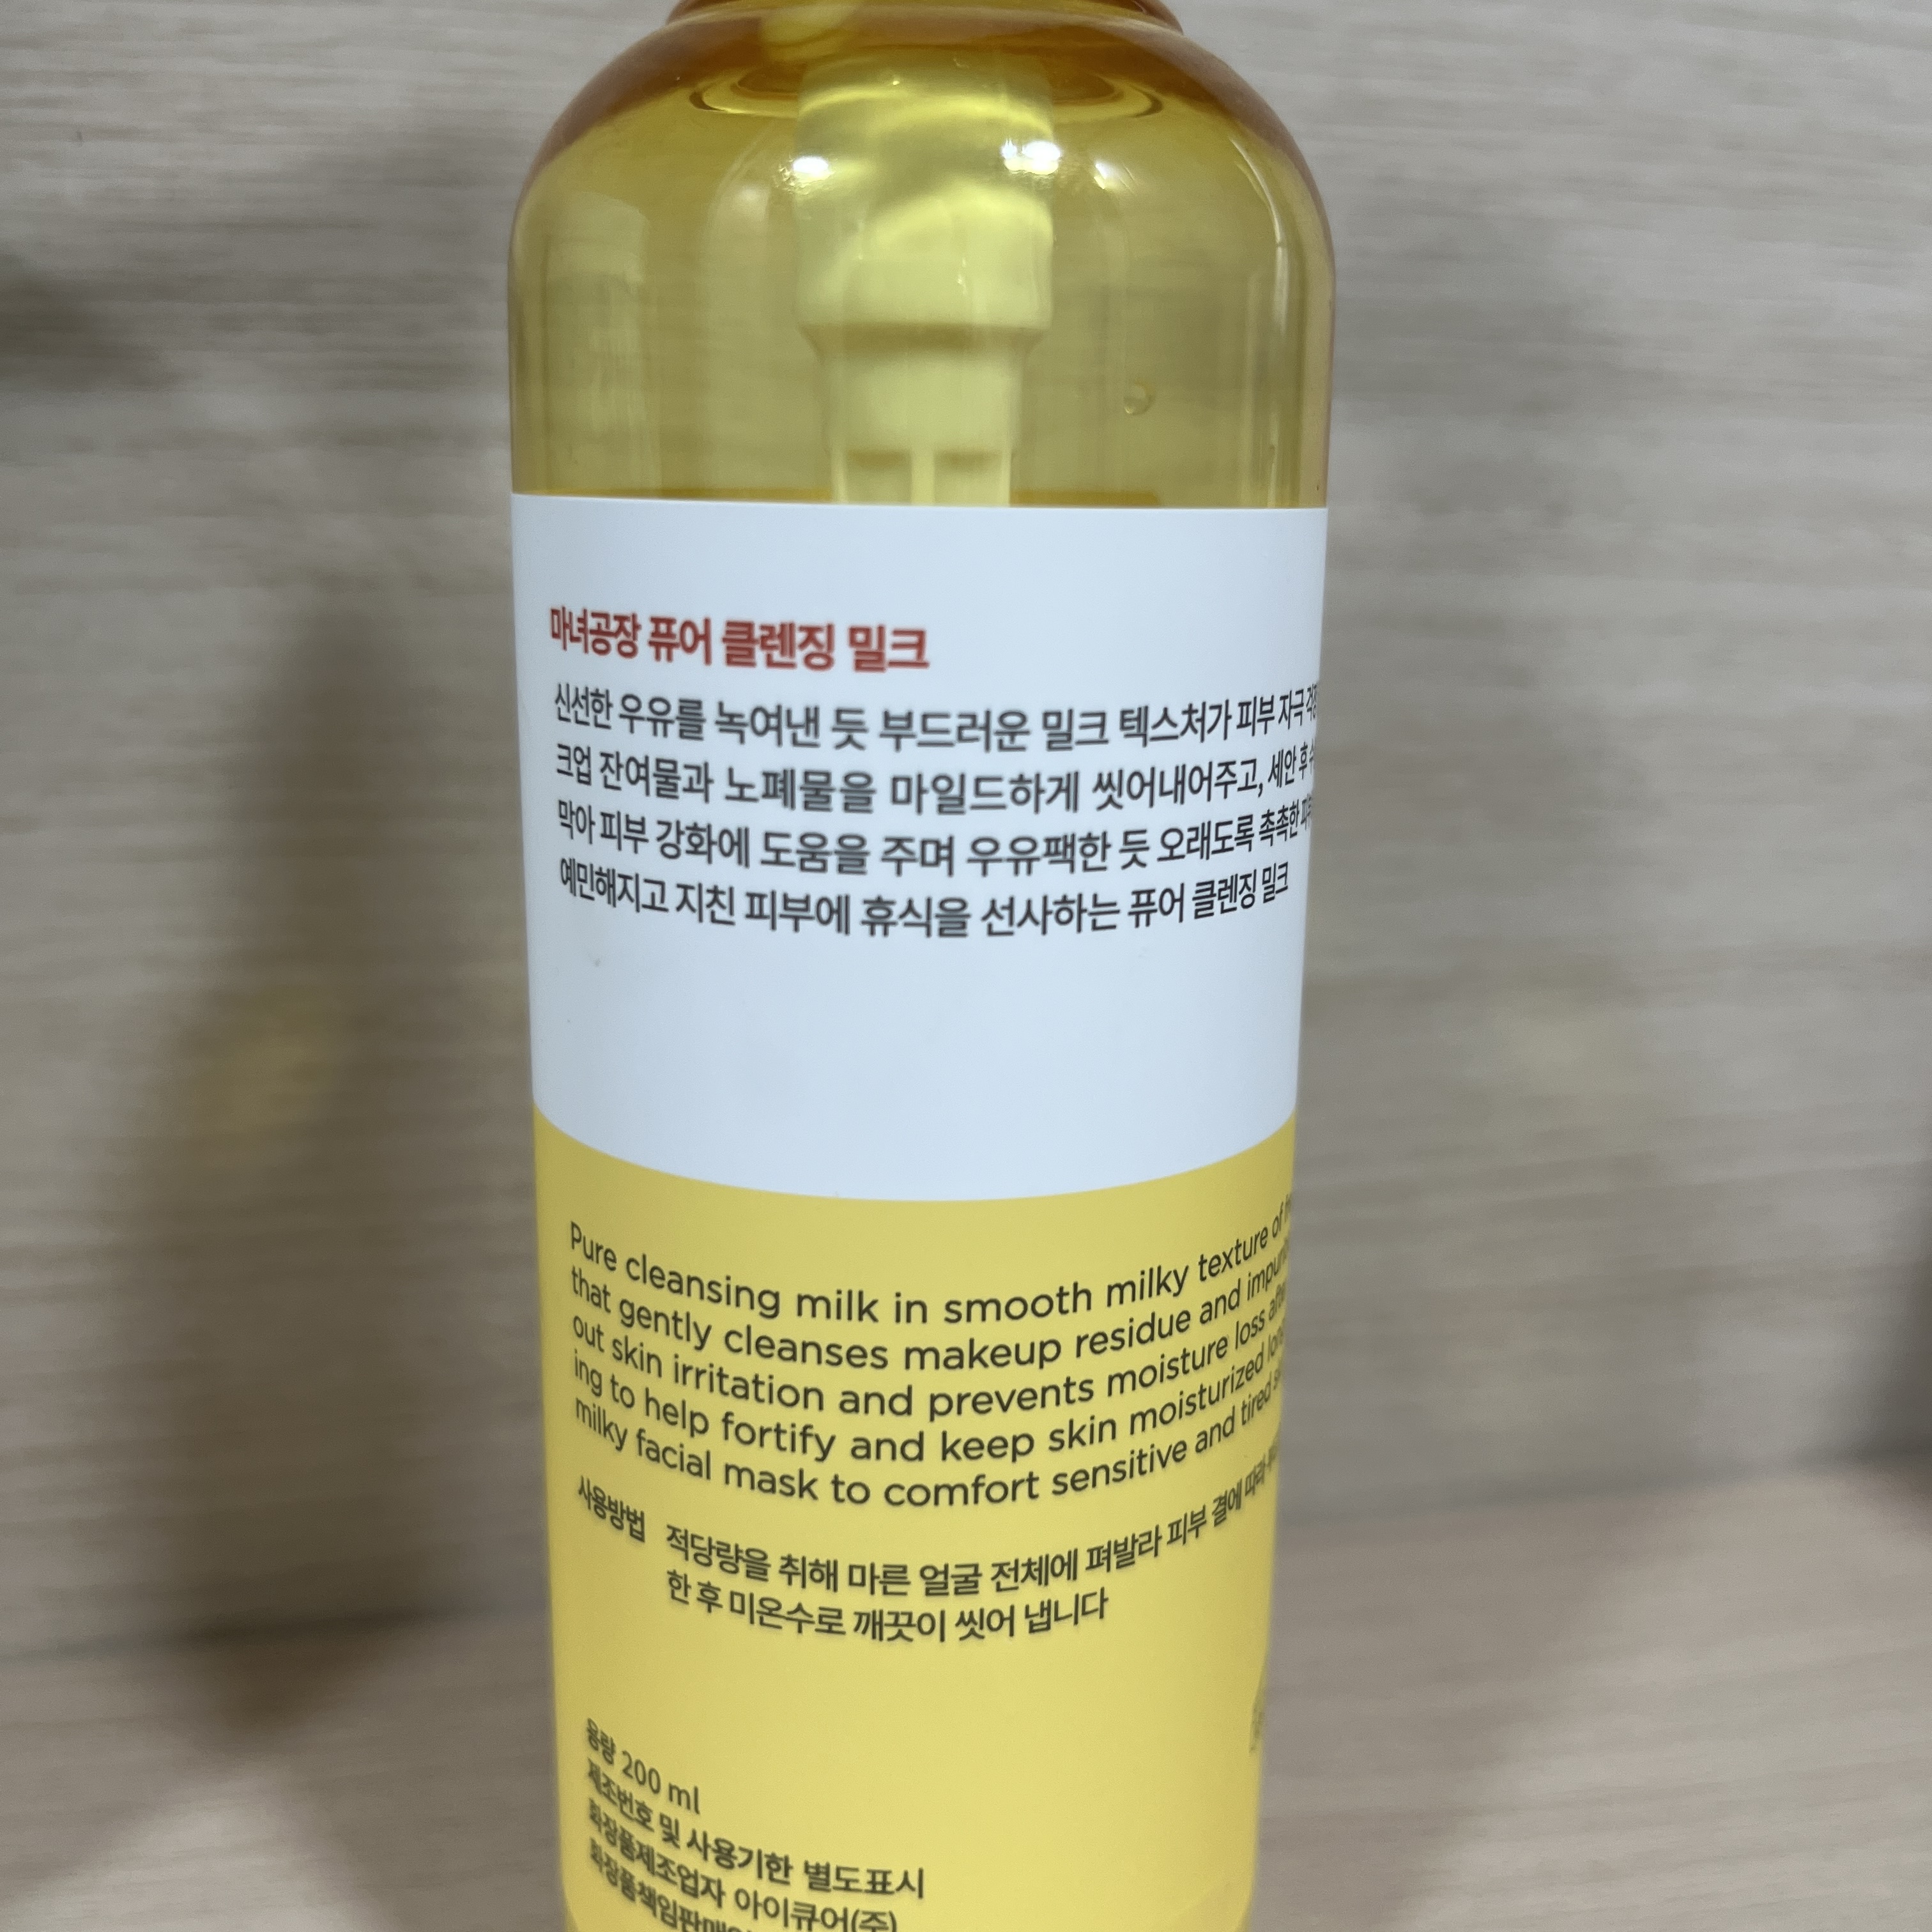 마녀공장 퓨어 클렌징 밀크
신선한 우유를 녹여낸 듯 부드러운 밀크 텍스처가 피부 자극
크업 잔여물과 노폐물을 마일드하게 씻어내어주고, 세안 후
막아 피부 강화에 도움을 주며 우유팩한 듯 오래도록 촉촉한
예민해지고 지친 피부에 휴식을 선사하는 퓨어 클렌징 밀크
Pure cleansing milk in smooth milky texture of
that gently cleanses makeup residue and
out skin irritation and prevents moisture loss
ing to help fortify and keep skin moisturized
milky facial mask to comfort sensitive and tired
사용방법 적당량을 취해 마른 얼굴 전체에 펴발라 피부 결에 따라
한 후 미온수로 깨끗이 씻어 냅니다
용량 200 ml
제조번호 및 사용기한 별도표시
화장품제조업자 아이큐어(주)